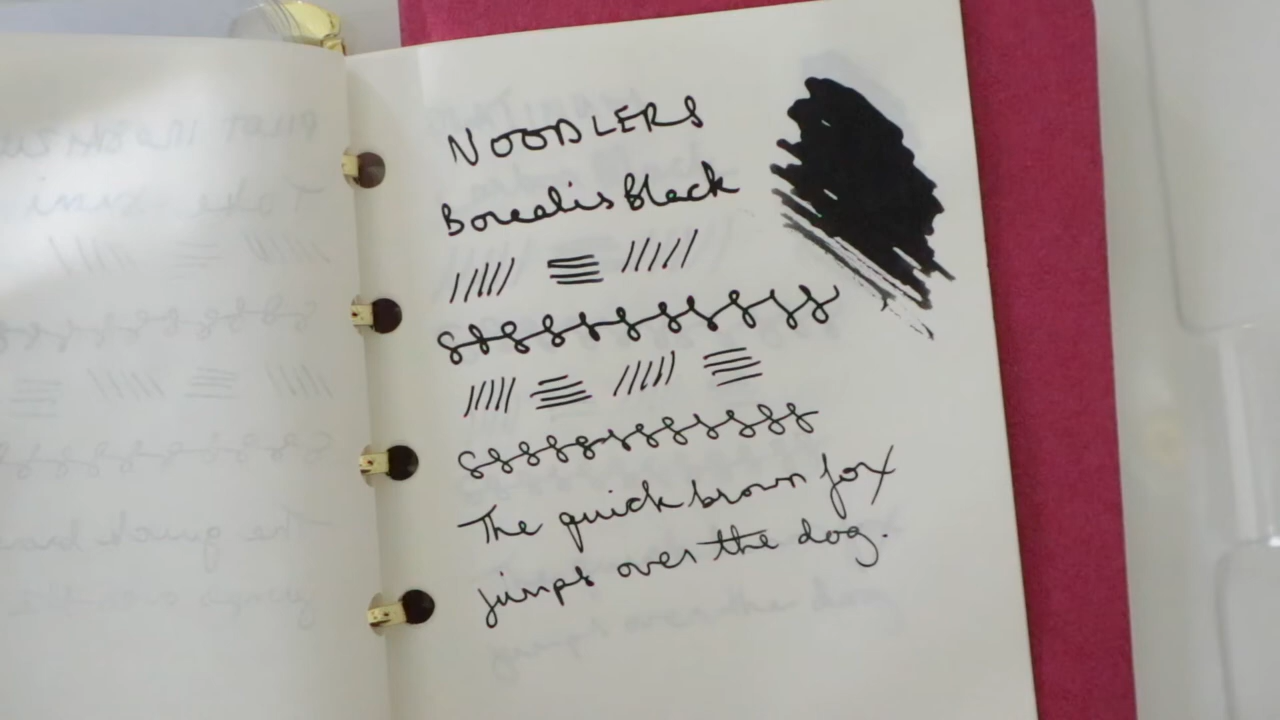 NOODLERS
Borealis Black
The quick brown fox
jumps over the dog.